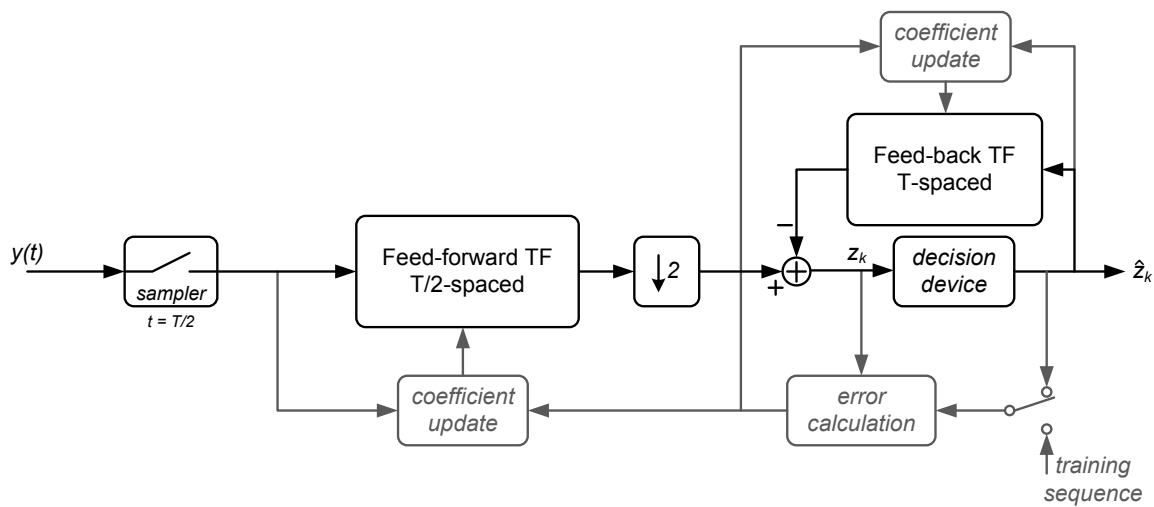 coefficient
update
Feed-back TF
T-spaced
−
y(t)
sampler
t = T/2
Feed-forward TF
T/2-spaced
↓2
+
+
z_k
decision
device
ẑ_k
coefficient
update
error
calculation
training
sequence